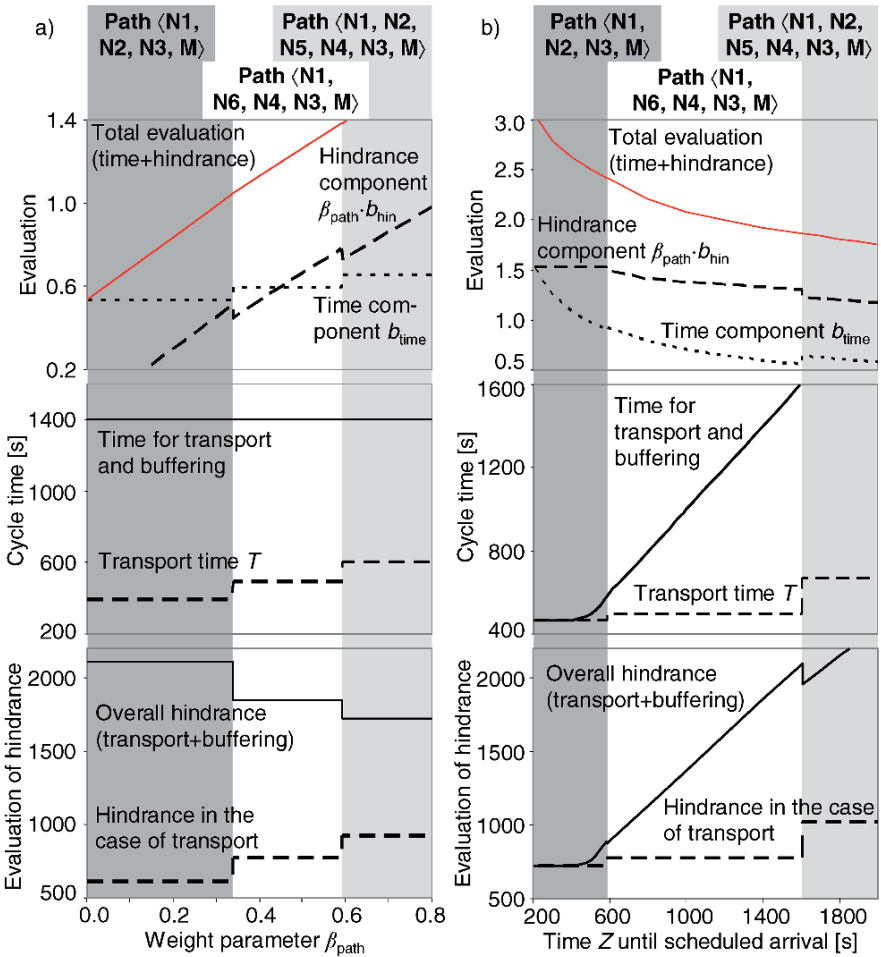 a)
Path ⟨N1,
N2, N3, M⟩
Path ⟨N1, N2,
N5, N4, N3, M⟩
Path ⟨N1,
N6, N4, N3, M⟩
1.4
1.0
0.6
0.2
Evaluation
Total evaluation
(time+hindrance)
Hindrance
component
βpath·bhin
Time com-
ponent btime
1400
1000
600
200
Cycle time [s]
Time for transport
and buffering
Transport time T
2000
1500
1000
500
Evaluation of hindrance
Overall hindrance
(transport+buffering)
Hindrance in the
case of transport
0.0 0.2 0.4 0.6 0.8
Weight parameter βpath
b)
Path ⟨N1,
N2, N3, M⟩
Path ⟨N1, N2,
N5, N4, N3, M⟩
Path ⟨N1,
N6, N4, N3, M⟩
3.0
2.5
2.0
1.5
1.0
0.5
Evaluation
Total evaluation
(time+hindrance)
Hindrance
component βpath·bhin
Time component btime
1600
1200
800
400
Cycle time [s]
Time for
transport and
buffering
Transport time T
2000
1500
1000
500
Evaluation of hindrance
Overall hindrance
(transport+buffering)
Hindrance in the case
of transport
200 600 1000 1400 1800
Time Z until scheduled arrival [s]